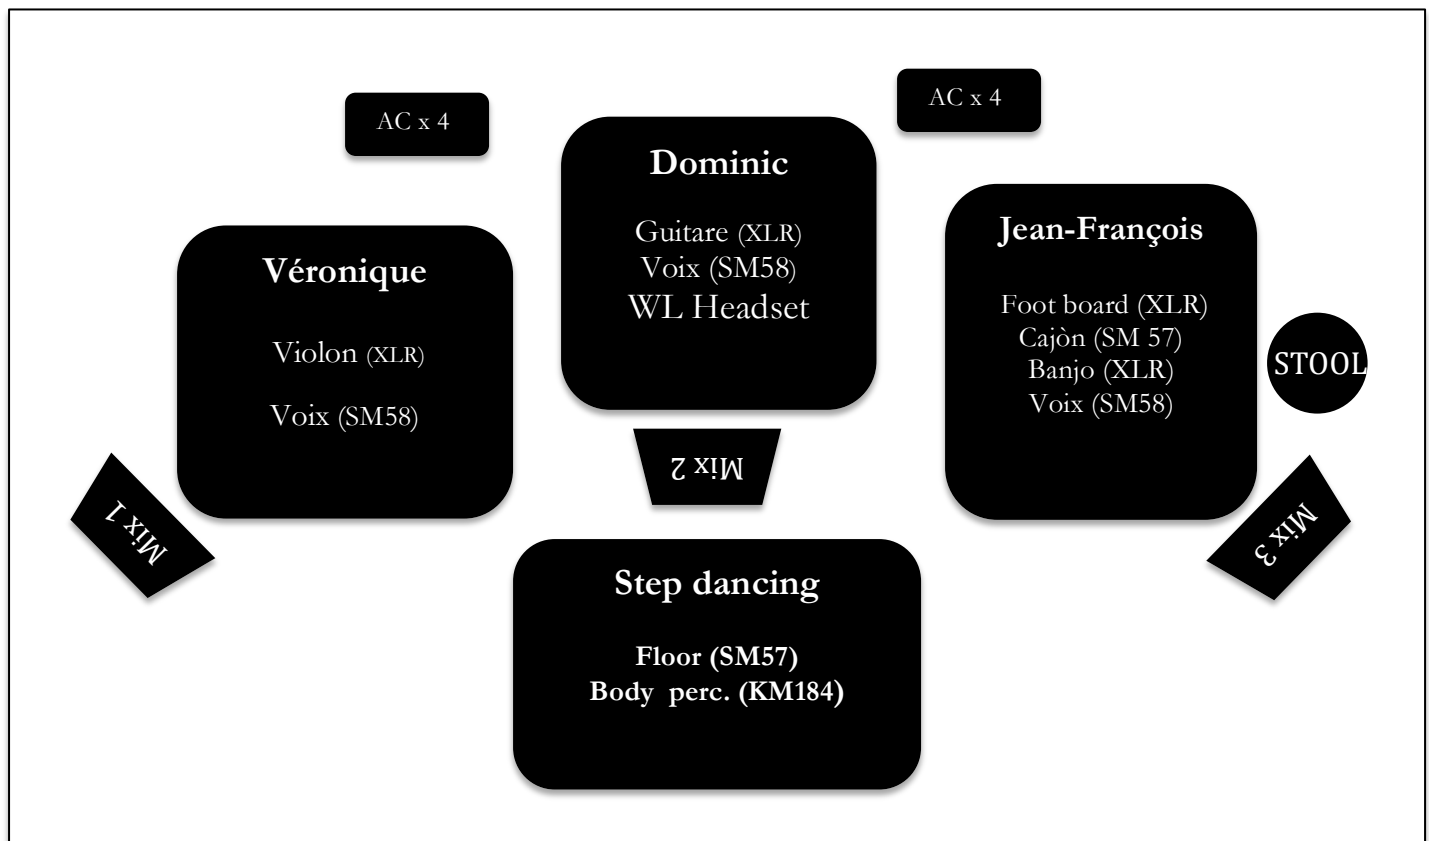 AC x 4
AC x 4
Dominic
Guitare (XLR)
Voix (SM58)
WL Headset
Jean-François
Foot board (XLR)
Cajòn (SM 57)
Banjo (XLR)
Voix (SM58)
STOOL
Véronique
Violon (XLR)
Voix (SM58)
Mix 1
Mix 2
Mix 3
Step dancing
Floor (SM57)
Body perc. (KM184)